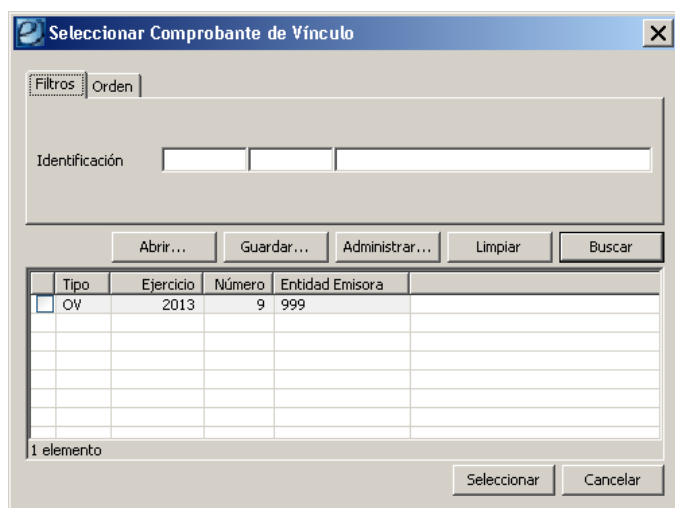 Seleccionar Comprobante de Vínculo
Filtros Orden
Identificación
Abrir... Guardar... Administrar... Limpiar Buscar
Tipo Ejercicio Número Entidad Emisora
OV 2013 9 999
1 elemento
Seleccionar Cancelar